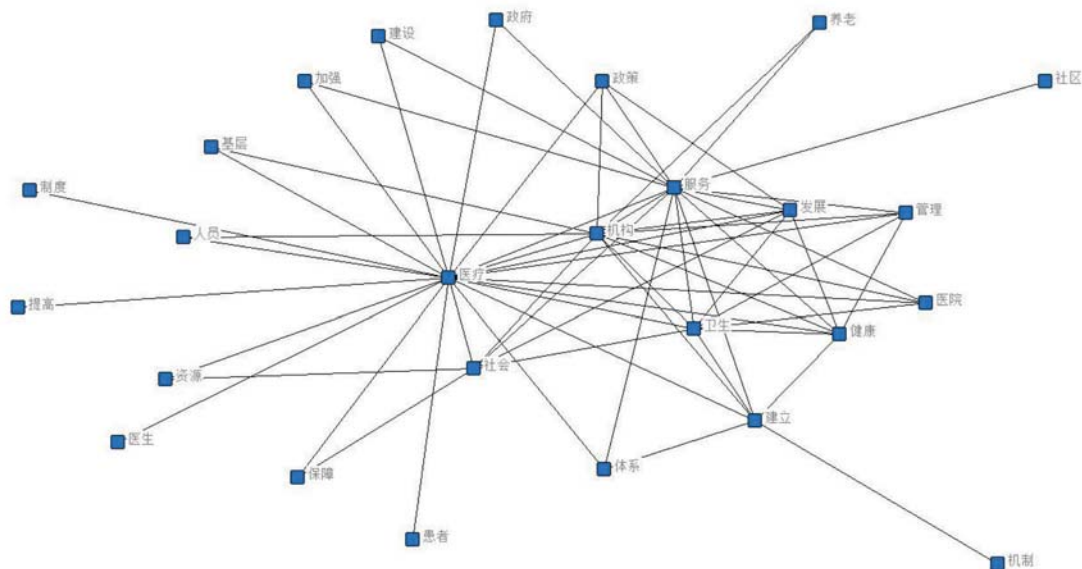 政府
养老
建设
加强
政策
社区
基层
服务
制度
发展
管理
人员
机构
医疗
提高
医院
卫生
健康
社会
资源
建立
医生
体系
保障
患者
机制